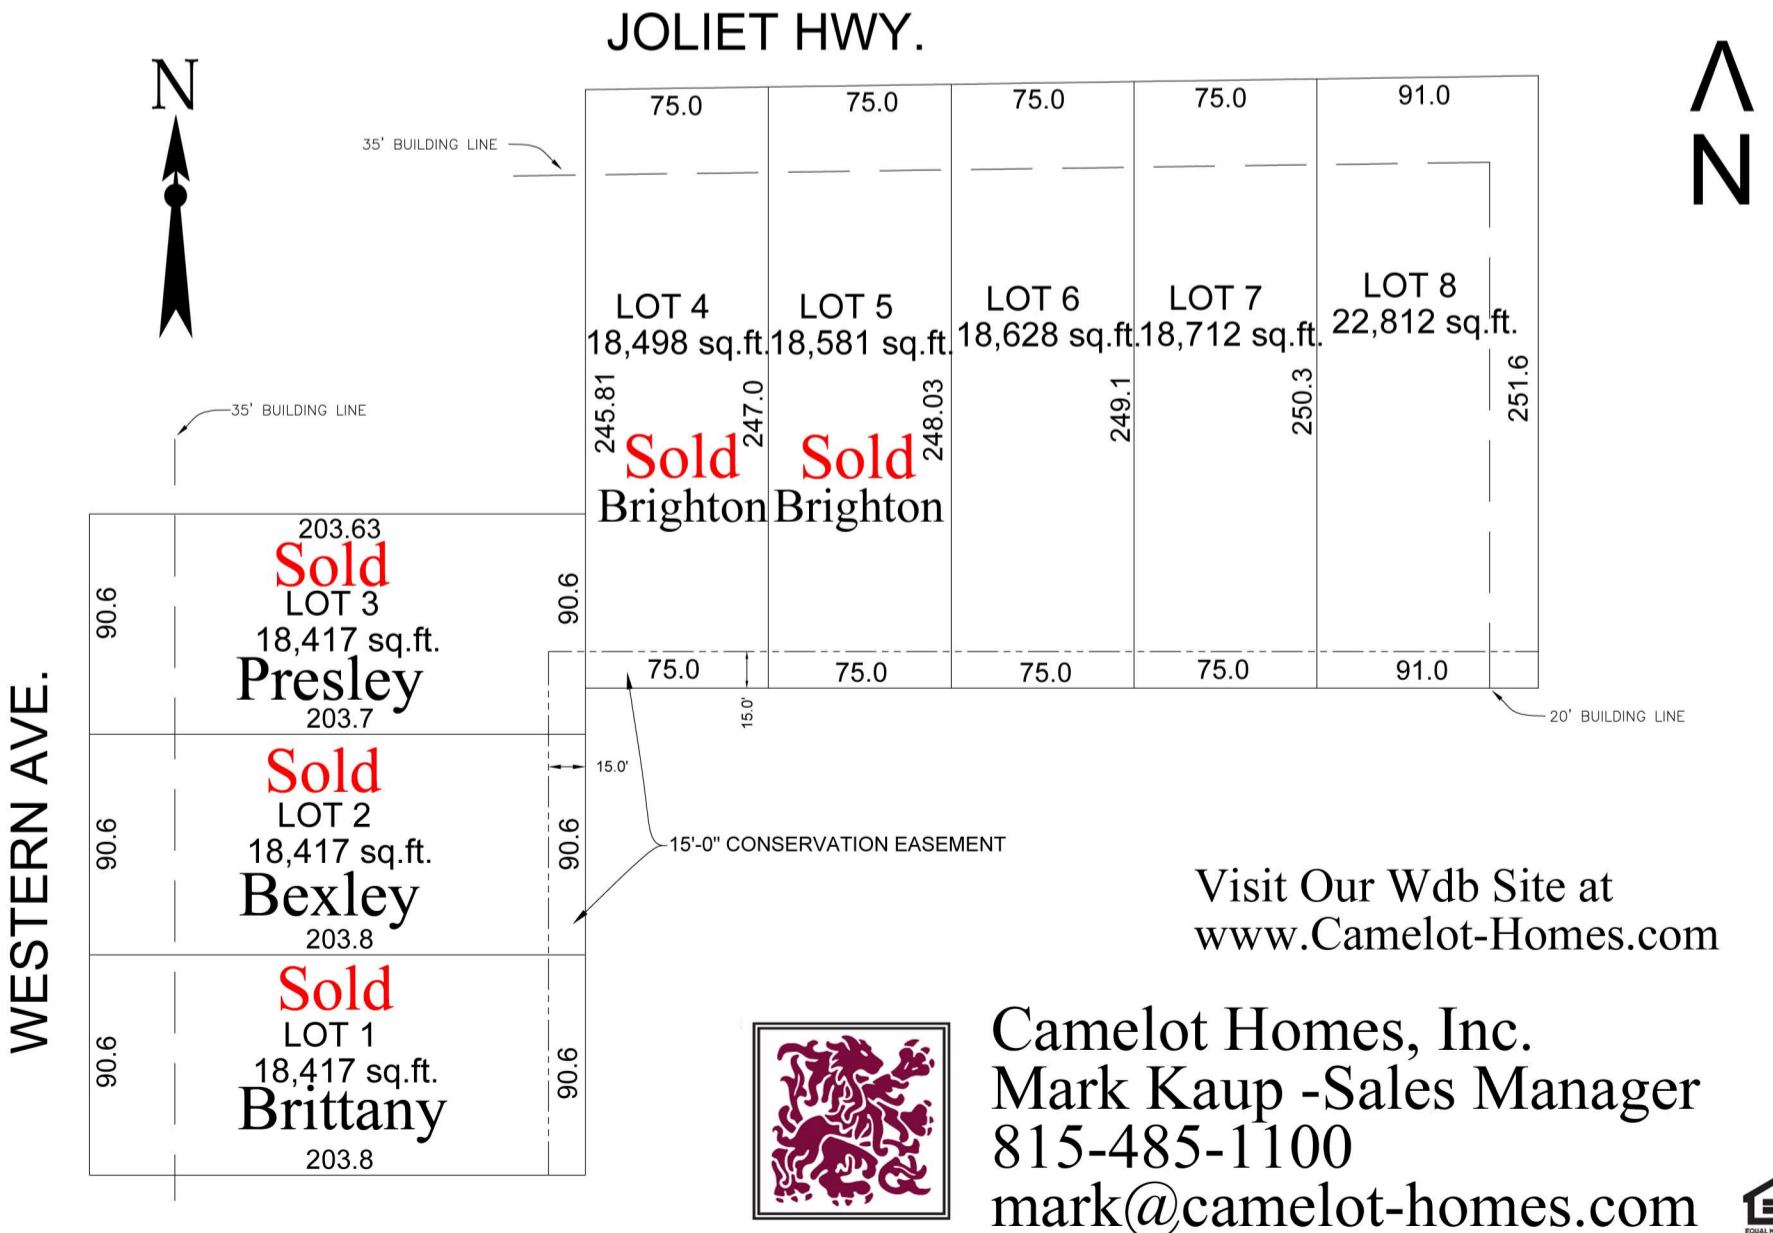 JOLIET HWY.
N
Λ
N
75.0
75.0
75.0
75.0
91.0
35' BUILDING LINE
LOT 4
18,498 sq.ft.
LOT 5
18,581 sq.ft.
LOT 6
18,628 sq.ft.
LOT 7
18,712 sq.ft.
LOT 8
22,812 sq.ft.
245.81
247.0
248.03
249.1
250.3
251.6
Sold
Brighton
Sold
Brighton
35' BUILDING LINE
75.0
75.0
75.0
75.0
91.0
15.0'
20' BUILDING LINE
WESTERN AVE.
203.63
Sold
LOT 3
18,417 sq.ft.
Presley
203.7
90.6
90.6
Sold
LOT 2
18,417 sq.ft.
Bexley
203.8
90.6
90.6
15.0'
15'-0" CONSERVATION EASEMENT
Sold
LOT 1
18,417 sq.ft.
Brittany
203.8
90.6
90.6
Visit Our Wdb Site at
www.Camelot-Homes.com
Camelot Homes, Inc.
Mark Kaup -Sales Manager
815-485-1100
mark@camelot-homes.com
EQUAL